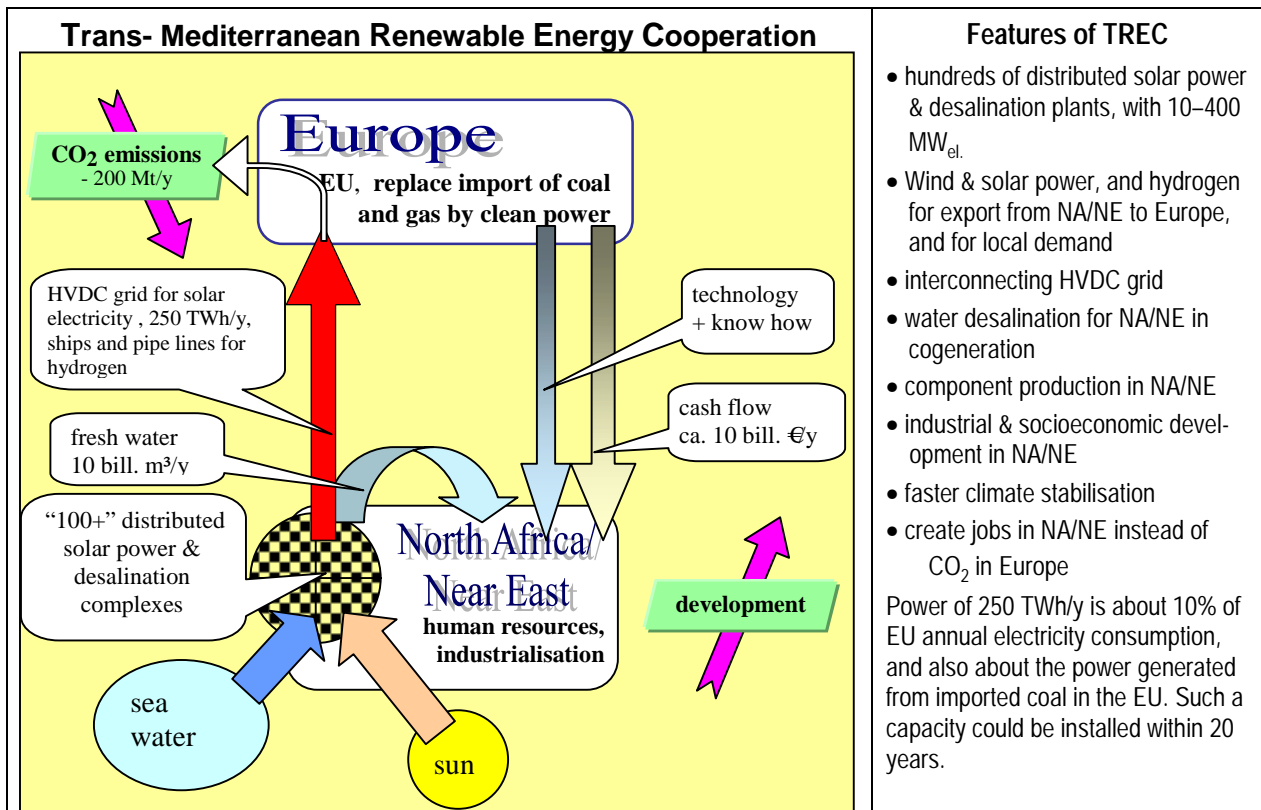 Trans- Mediterranean Renewable Energy Cooperation
CO2 emissions
- 200 Mt/y
Europe
EU, replace import of coal
and gas by clean power
HVDC grid for solar
electricity , 250 TWh/y,
ships and pipe lines for
hydrogen
technology
+ know how
fresh water
10 bill. m³/y
cash flow
ca. 10 bill. €/y
"100+" distributed
solar power &
desalination
complexes
North Africa/
Near East
human resources,
industrialisation
development
sea
water
sun
Features of TREC
• hundreds of distributed solar power
& desalination plants, with 10–400
MWel.
• Wind & solar power, and hydrogen
for export from NA/NE to Europe,
and for local demand
• interconnecting HVDC grid
• water desalination for NA/NE in
cogeneration
• component production in NA/NE
• industrial & socioeconomic devel-
opment in NA/NE
• faster climate stabilisation
• create jobs in NA/NE instead of
CO2 in Europe
Power of 250 TWh/y is about 10% of
EU annual electricity consumption,
and also about the power generated
from imported coal in the EU. Such a
capacity could be installed within 20
years.